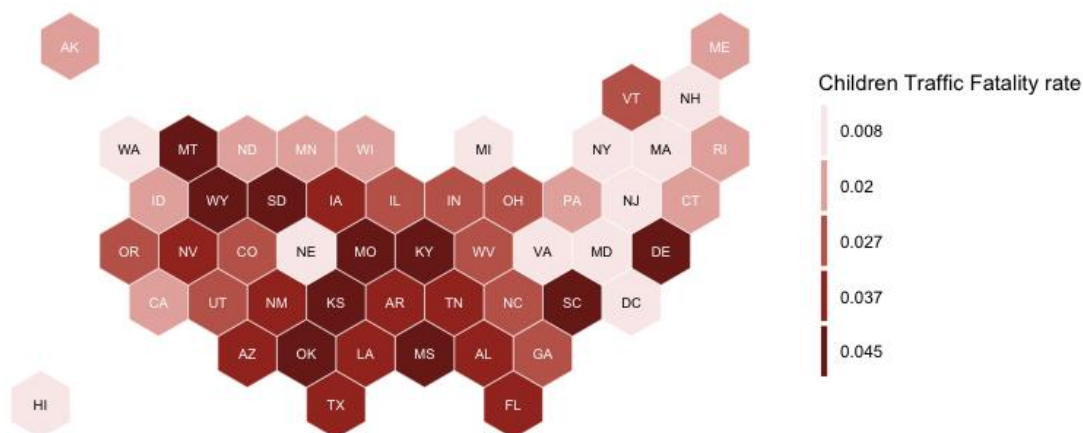 AK
ME
VT NH
WA MT ND MN WI MI NY MA RI
ID WY SD IA IL IN OH PA NJ CT
OR NV CO NE MO KY WV VA MD DE
CA UT NM KS AR TN NC SC DC
AZ OK LA MS AL GA
HI TX FL
Children Traffic Fatality rate
0.008
0.02
0.027
0.037
0.045